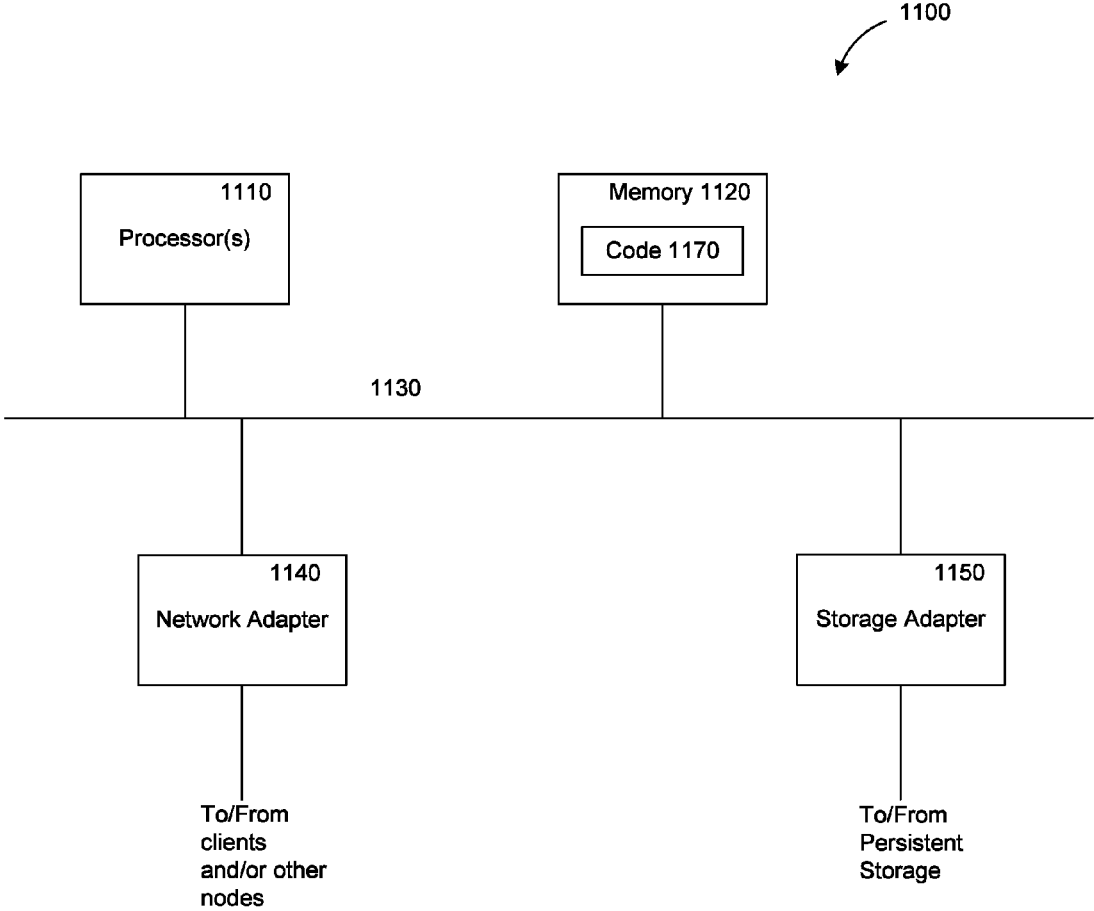 1100
1110
Processor(s)
Memory 1120
Code 1170
1130
1140
Network Adapter
1150
Storage Adapter
To/From
clients
and/or other
nodes
To/From
Persistent
Storage